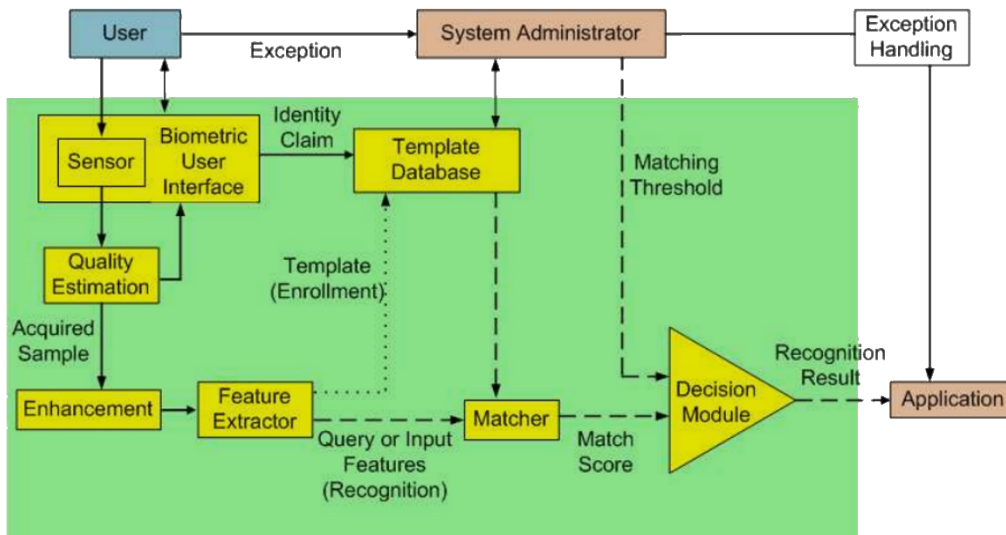 User
Exception
System Administrator
Exception
Handling
Sensor
Biometric
User
Interface
Identity
Claim
Template
Database
Matching
Threshold
Quality
Estimation
Template
(Enrollment)
Acquired
Sample
Enhancement
Feature
Extractor
Query or Input
Features
(Recognition)
Matcher
Match
Score
Decision
Module
Recognition
Result
Application